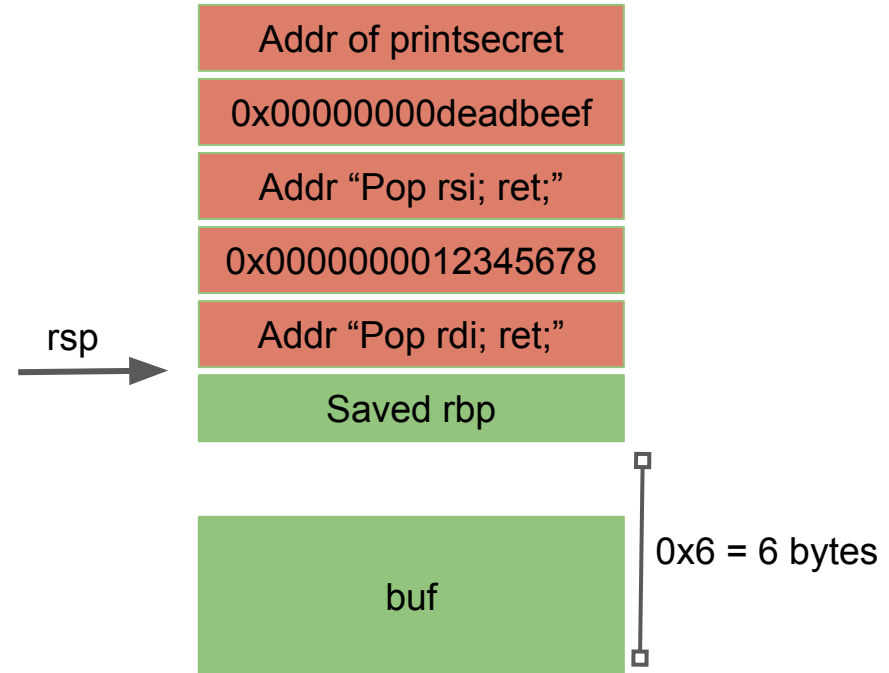 Addr of printsecret
0x00000000deadbeef
Addr “Pop rsi; ret;”
0x0000000012345678
Addr “Pop rdi; ret;”
rsp
Saved rbp
0x6 = 6 bytes
buf